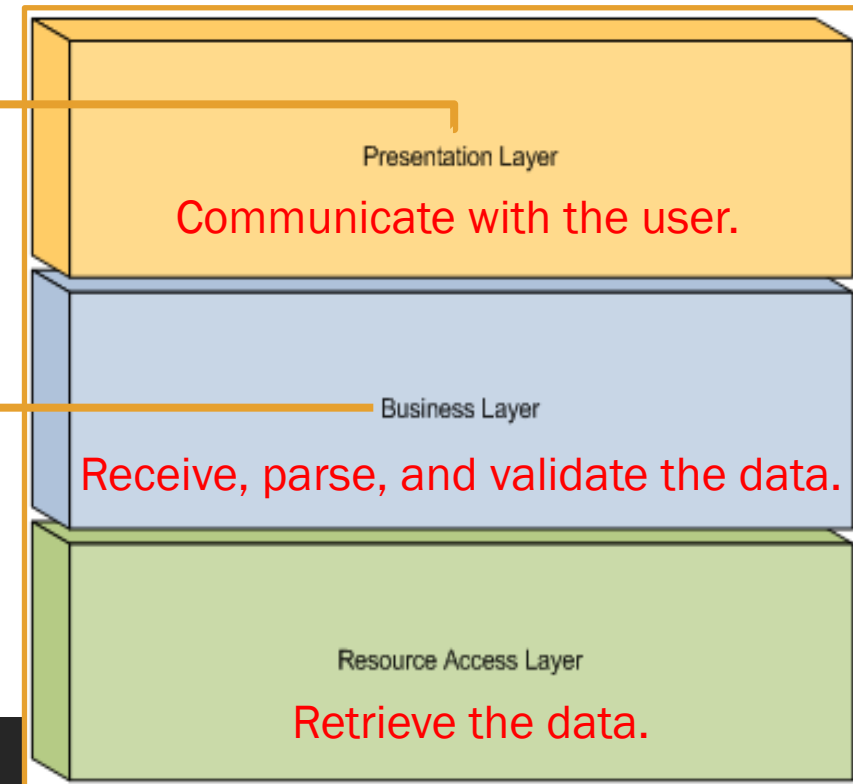 Presentation Layer
Communicate with the user.
Business Layer
Receive, parse, and validate the data.
Resource Access Layer
Retrieve the data.